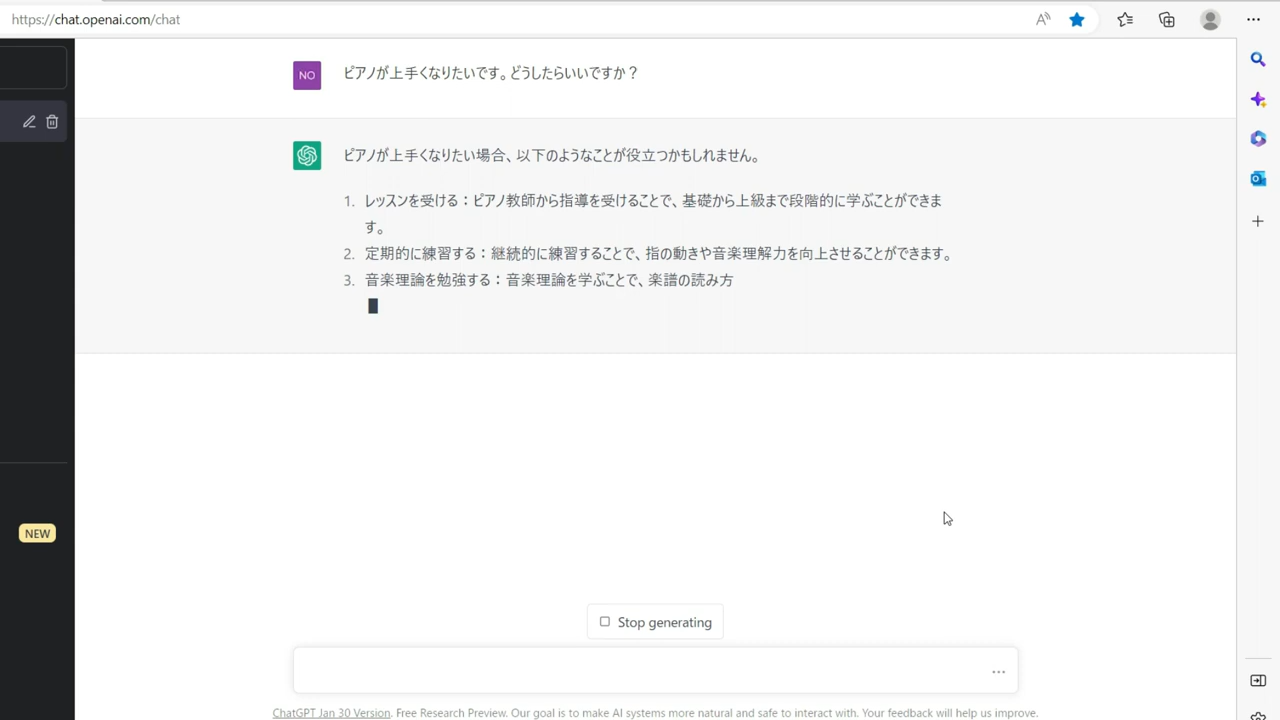 https://chat.openai.com/chat
NO
ピアノが上手くなりたいです。どうしたらいいですか？
ピアノが上手くなりたい場合、以下のようなことが役立つかもしれません。
1. レッスンを受ける：ピアノ教師から指導を受けることで、基礎から上級まで段階的に学ぶことができま
す。
2. 定期的に練習する：継続的に練習することで、指の動きや音楽理解力を向上させることができます。
3. 音楽理論を勉強する：音楽理論を学ぶことで、楽譜の読み方
NEW
Stop generating
ChatGPT Jan 30 Version. Free Research Preview. Our goal is to make AI systems more natural and safe to interact with. Your feedback will help us improve.